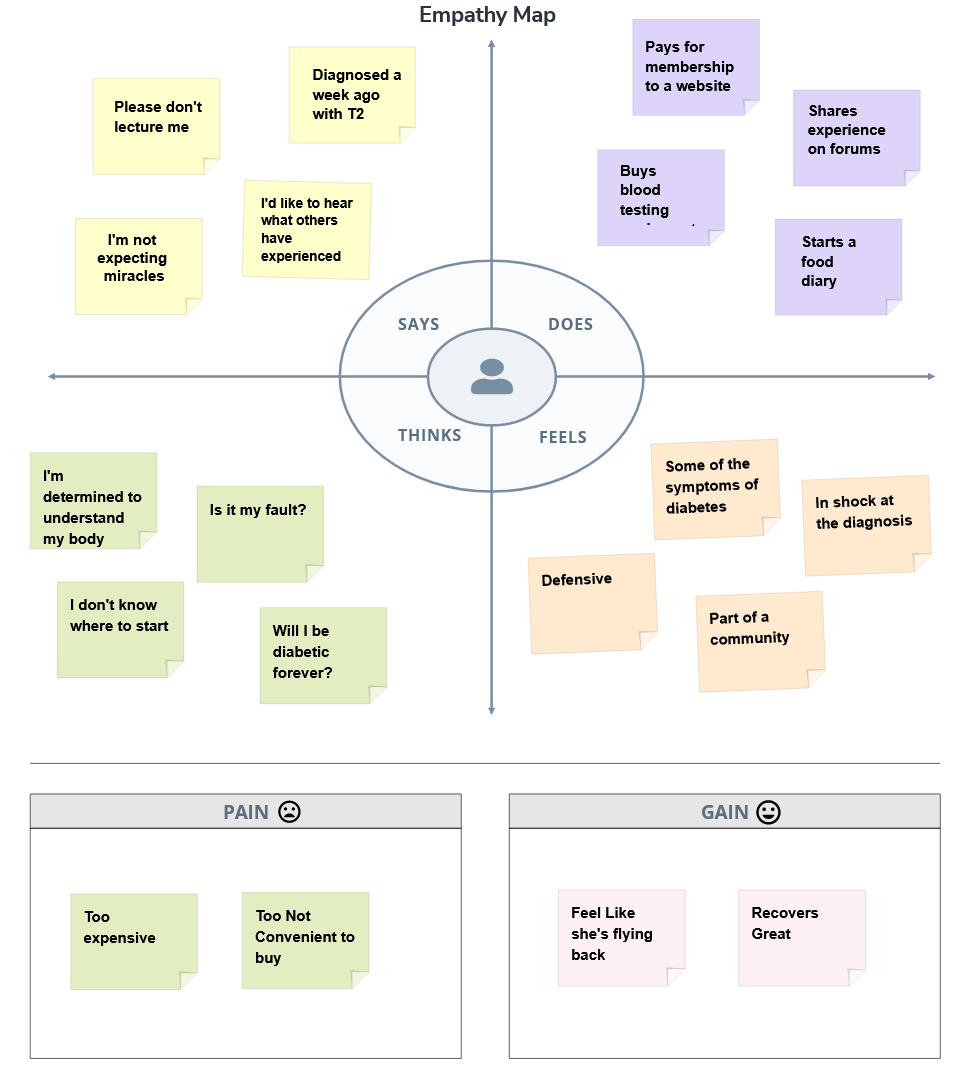 Empathy Map
Please don't
lecture me
Diagnosed a
week ago
with T2
I'm not
expecting
miracles
I'd like to hear
what others
have
experienced
Pays for
membership
to a website
Shares
experience
on forums
Buys
blood
testing
Starts a
food
diary
SAYS
DOES
THINKS
FEELS
I'm
determined to
understand
my body
Is it my fault?
I don't know
where to start
Will I be
diabetic
forever?
Some of the
symptoms of
diabetes
In shock at
the diagnosis
Defensive
Part of a
community
PAIN
Too
expensive
Too Not
Convenient to
buy
GAIN
Feel Like
she's flying
back
Recovers
Great